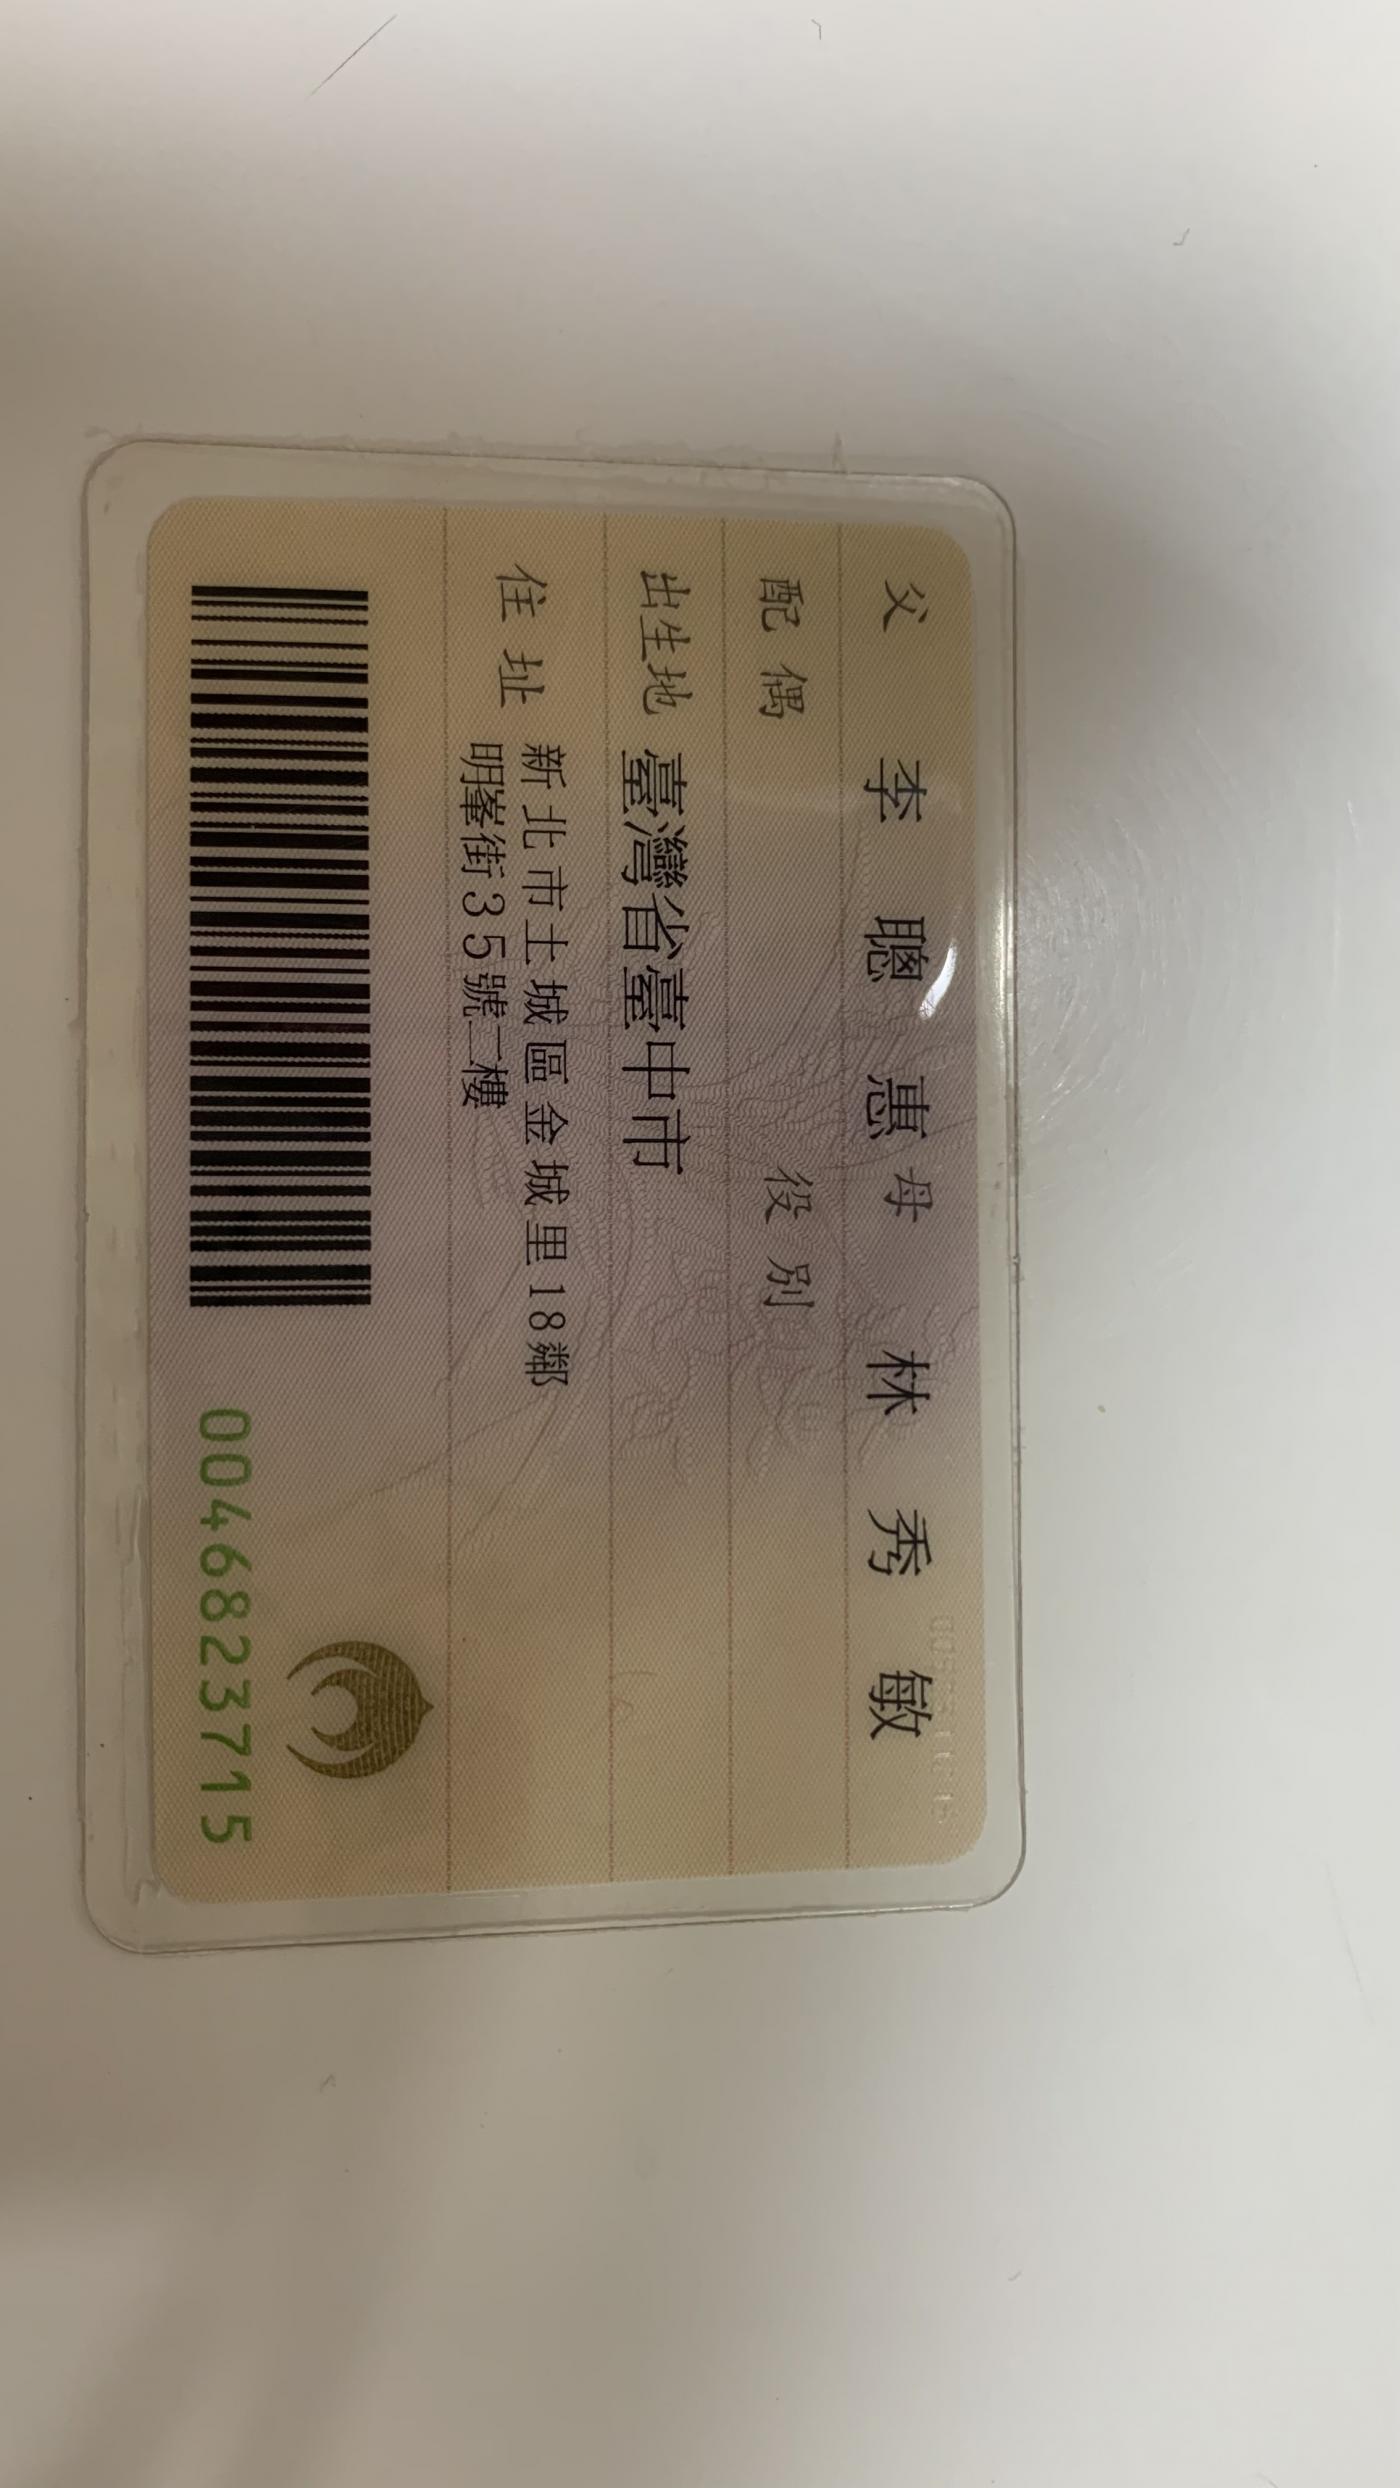 父 李聰惠 母 林秀敏
配偶 役別
出生地 臺灣省臺中市
住址 新北市土城區金城里18鄰
明峯街35號二樓
0046823715